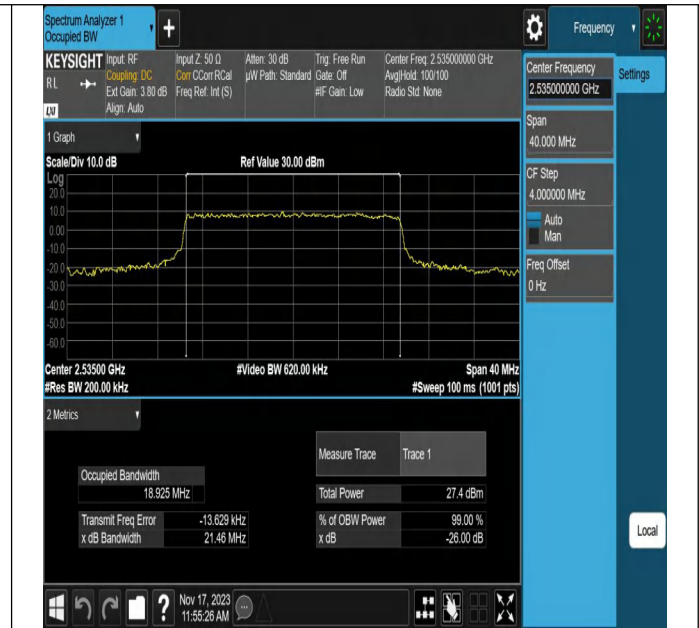 Spectrum Analyzer 1
Occupied BW
Frequency
KEYSIGHT
RL
Input: RF
Coupling: DC
Ext Gain: 3.80 dB
Align: Auto
Input Z: 50 Ω
Corr CCorr RCal
Freq Ref: Int (S)
Atten: 30 dB
µW Path: Standard
Trig: Free Run
Gate: Off
#IF Gain: Low
Center Freq: 2.535000000 GHz
Avg|Hold: 100/100
Radio Std: None
Center Frequency
2.535000000 GHz
Settings
Span
40.000 MHz
CF Step
4.000000 MHz
Auto
Man
Freq Offset
0 Hz
1 Graph
Scale/Div 10.0 dB
Ref Value 30.00 dBm
Log
20.0
10.0
0.00
-10.0
-20.0
-30.0
-40.0
-50.0
-60.0
Center 2.53500 GHz
#Video BW 620.00 kHz
Span 40 MHz
#Res BW 200.00 kHz
#Sweep 100 ms (1001 pts)
2 Metrics
Measure Trace
Trace 1
Occupied Bandwidth
18.925 MHz
Total Power
27.4 dBm
Transmit Freq Error
-13.629 kHz
% of OBW Power
99.00 %
x dB Bandwidth
21.46 MHz
x dB
-26.00 dB
Local
?
Nov 17, 2023
11:55:26 AM